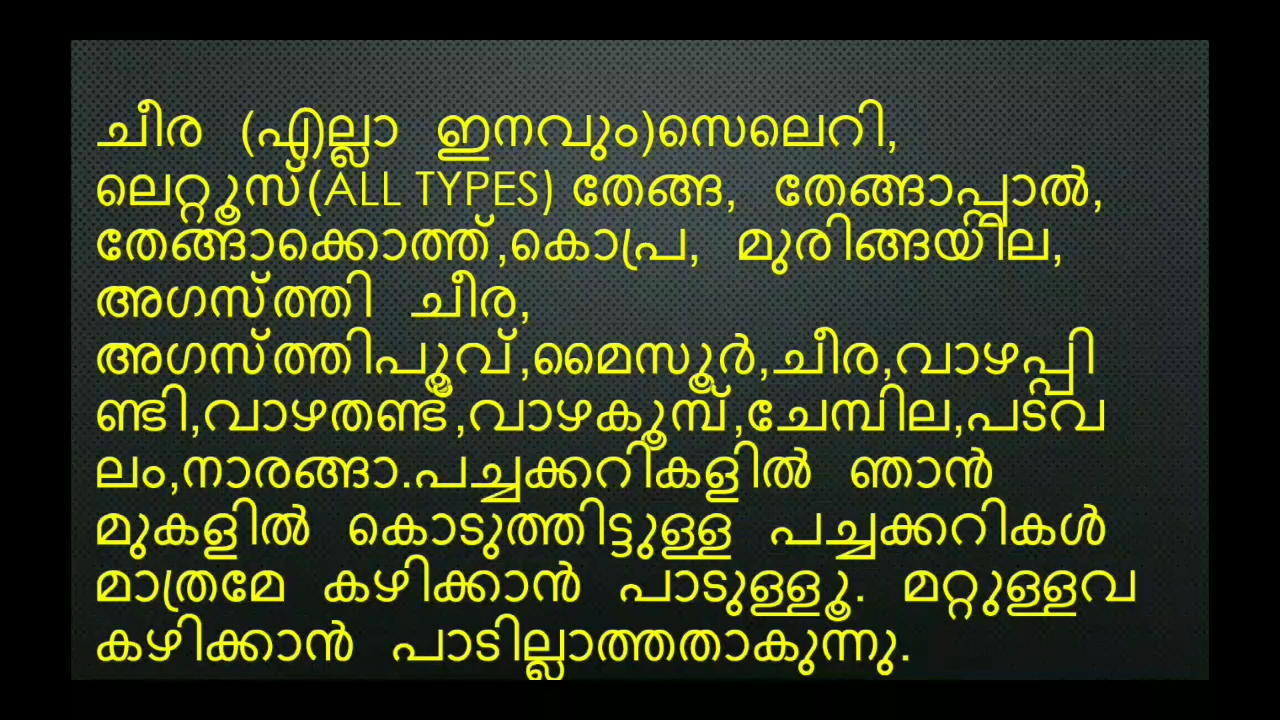 ചീര (എല്ലാ ഇനവും)സെലെറി,
ലെറ്റൂസ്(ALL TYPES) തേങ്ങ, തേങ്ങാപ്പാൽ,
തേങ്ങാക്കൊത്ത്,കൊപ്ര, മുരിങ്ങയില,
അഗസ്ത്തി ചീര,
അഗസ്ത്തിപൂവ്,മൈസൂർ,ചീര,വാഴപ്പി
ണ്ടി,വാഴതണ്ട്,വാഴകൂമ്പ്,ചേമ്പില,പടവ
ലം,നാരങ്ങാ.പച്ചക്കറികളിൽ ഞാൻ
മുകളിൽ കൊടുത്തിട്ടുള്ള പച്ചക്കറികൾ
മാത്രമേ കഴിക്കാൻ പാടുള്ളൂ. മറ്റുള്ളവ
കഴിക്കാൻ പാടില്ലാത്തതാകുന്നു.